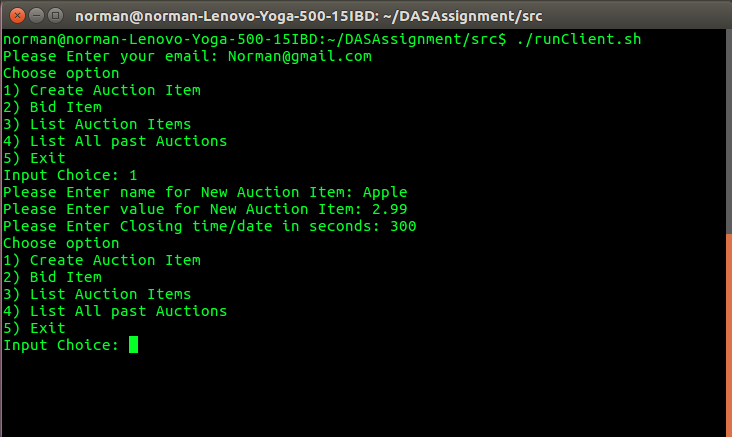 norman@norman-Lenovo-Yoga-500-15IBD: ~/DASAssignment/src
norman@norman-Lenovo-Yoga-500-15IBD:~/DASAssignment/src$ ./runClient.sh
Please Enter your email: Norman@gmail.com
Choose option
1) Create Auction Item
2) Bid Item
3) List Auction Items
4) List All past Auctions
5) Exit
Input Choice: 1
Please Enter name for New Auction Item: Apple
Please Enter value for New Auction Item: 2.99
Please Enter Closing time/date in seconds: 300
Choose option
1) Create Auction Item
2) Bid Item
3) List Auction Items
4) List All past Auctions
5) Exit
Input Choice: